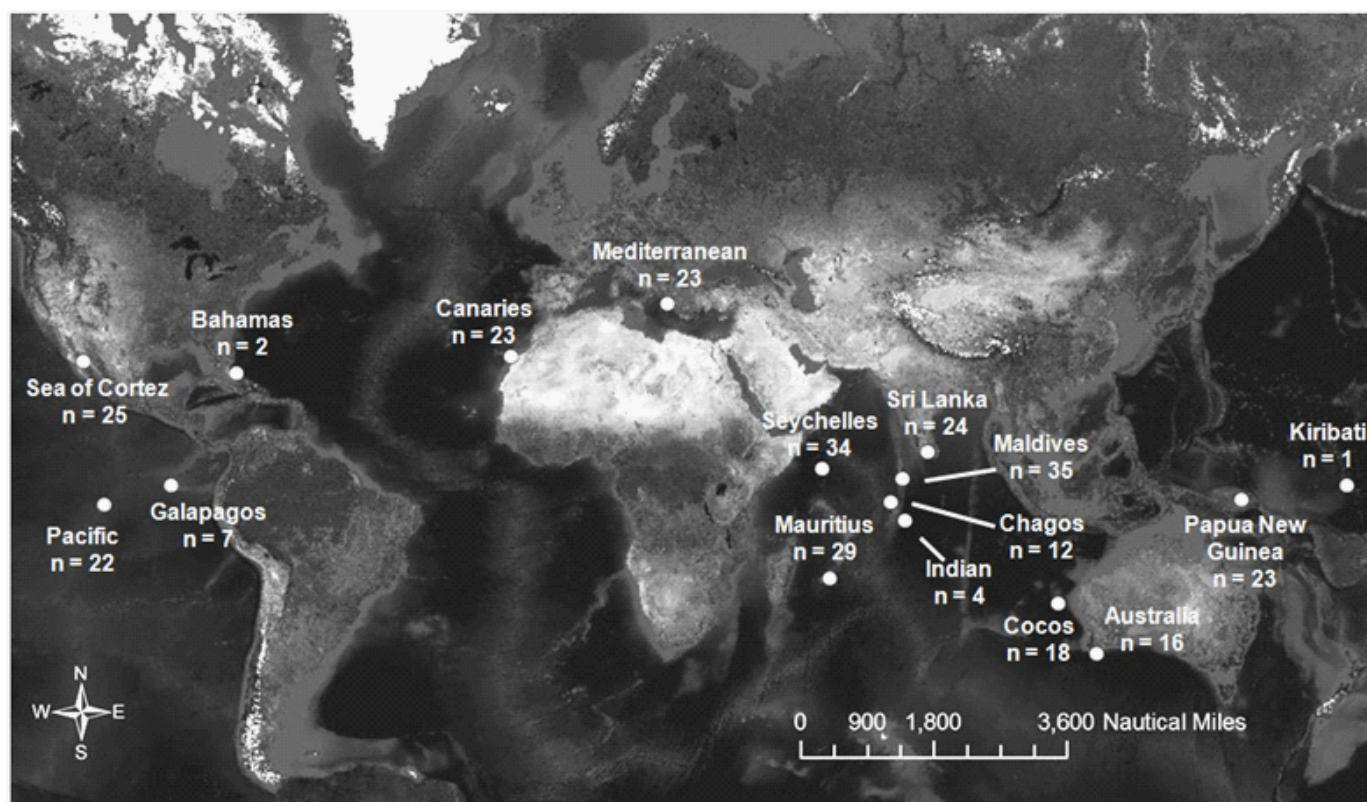 Mediterranean
n = 23
Canaries
n = 23
Bahamas
n = 2
Sea of Cortez
n = 25
Sri Lanka
n = 24
Seychelles
n = 34
Maldives
n = 35
Kiribati
n = 1
Galapagos
n = 7
Pacific
n = 22
Mauritius
n = 29
Chagos
n = 12
Papua New
Guinea
n = 23
Indian
n = 4
Cocos
n = 18
Australia
n = 16
N
W E
S
0 900 1,800 3,600 Nautical Miles